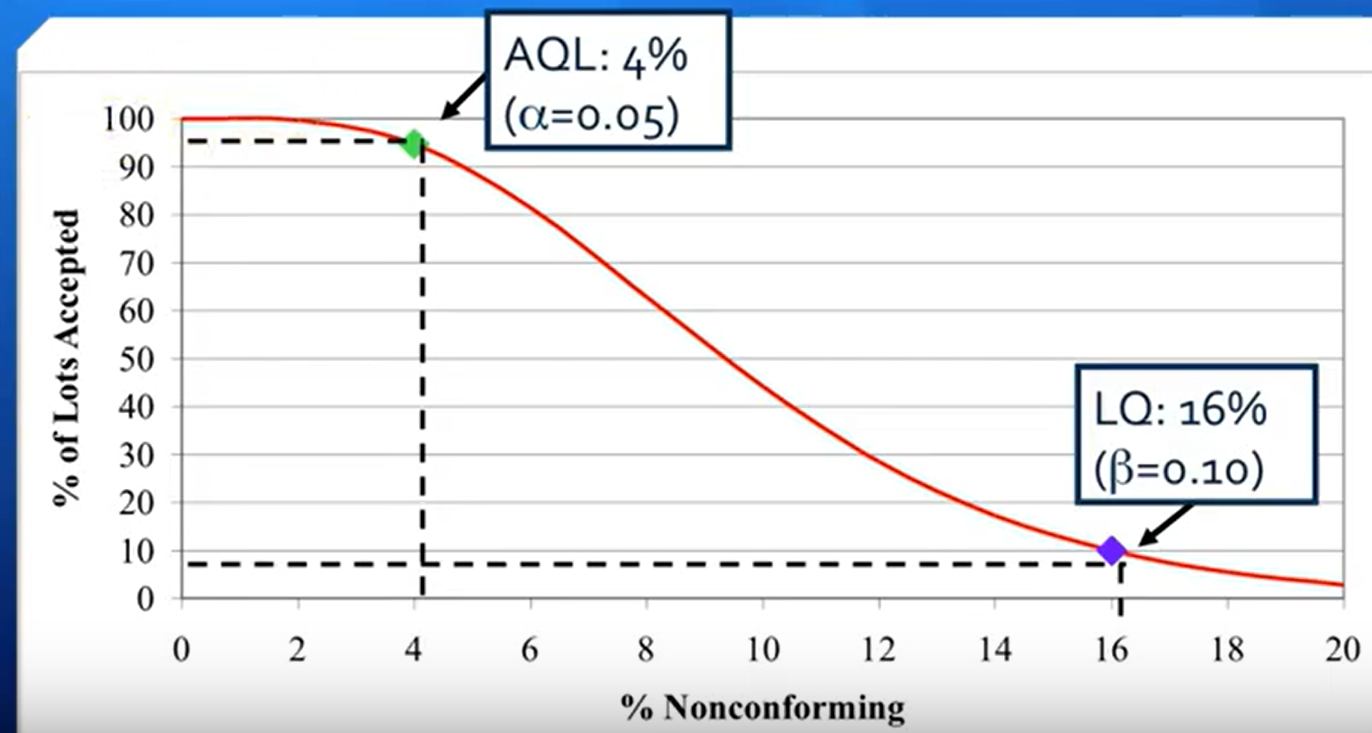 AQL: 4%
(α=0.05)
100
90
80
70
60
50
40
30
20
10
0
% of Lots Accepted
LQ: 16%
(β=0.10)
0 2 4 6 8 10 12 14 16 18 20
% Nonconforming